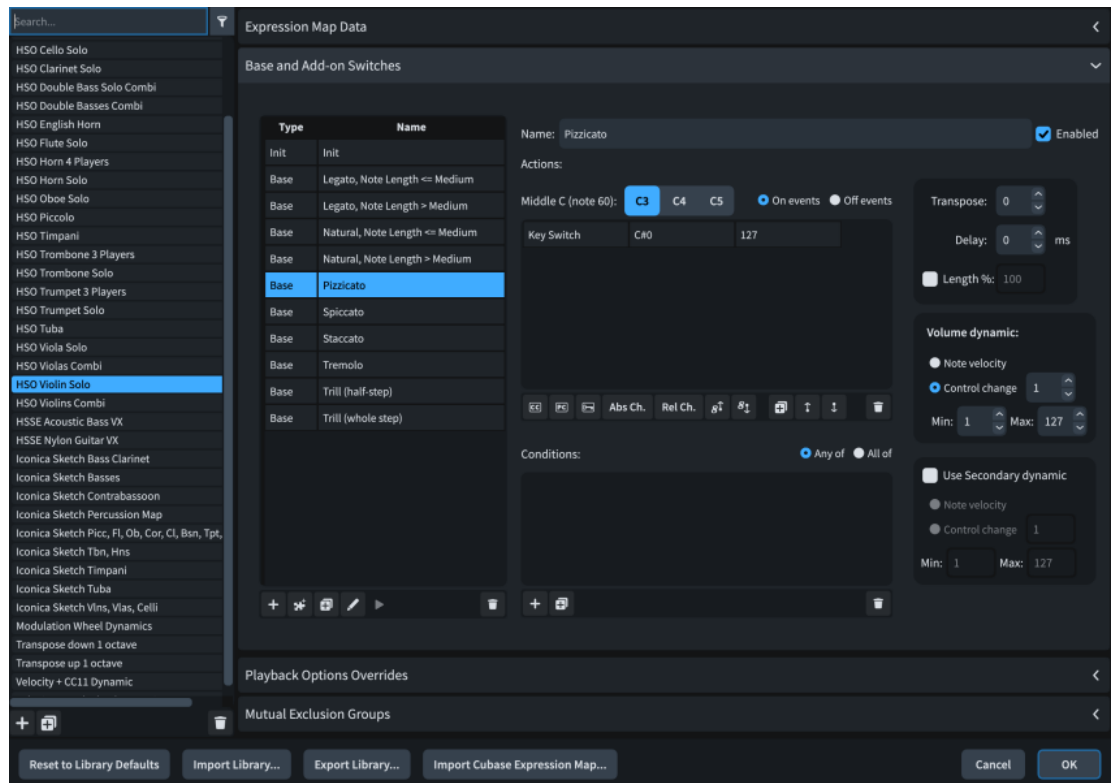 Search...
HSO Cello Solo
HSO Clarinet Solo
HSO Double Bass Solo Combi
HSO Double Basses Combi
HSO English Horn
HSO Flute Solo
HSO Horn 4 Players
HSO Horn Solo
HSO Oboe Solo
HSO Piccolo
HSO Timpani
HSO Trombone 3 Players
HSO Trombone Solo
HSO Trumpet 3 Players
HSO Trumpet Solo
HSO Tuba
HSO Viola Solo
HSO Violas Combi
HSO Violin Solo
HSO Violins Combi
HSSE Acoustic Bass VX
HSSE Nylon Guitar VX
Iconica Sketch Bass Clarinet
Iconica Sketch Basses
Iconica Sketch Contrabassoon
Iconica Sketch Percussion Map
Iconica Sketch Picc, Fl, Ob, Cor, Cl, Bsn, Tpt,
Iconica Sketch Tbn, Hns
Iconica Sketch Timpani
Iconica Sketch Tuba
Iconica Sketch Vlns, Vlas, Celli
Modulation Wheel Dynamics
Transpose down 1 octave
Transpose up 1 octave
Velocity + CC11 Dynamic
Expression Map Data
Base and Add-on Switches
Type Name
Init Init
Base Legato, Note Length <= Medium
Base Legato, Note Length > Medium
Base Natural, Note Length <= Medium
Base Natural, Note Length > Medium
Base Pizzicato
Base Spiccato
Base Staccato
Base Tremolo
Base Trill (half-step)
Base Trill (whole step)
Name: Pizzicato Enabled
Actions:
Middle C (note 60): C3 C4 C5 On events Off events
Key Switch C#0 127
CC PC Abs Ch. Rel Ch.
Conditions: Any of All of
Transpose: 0
Delay: 0 ms
Length %: 100
Volume dynamic:
Note velocity
Control change 1
Min: 1 Max: 127
Use Secondary dynamic
Note velocity
Control change 1
Min: 1 Max: 127
Playback Options Overrides
Mutual Exclusion Groups
Reset to Library Defaults Import Library... Export Library... Import Cubase Expression Map... Cancel OK